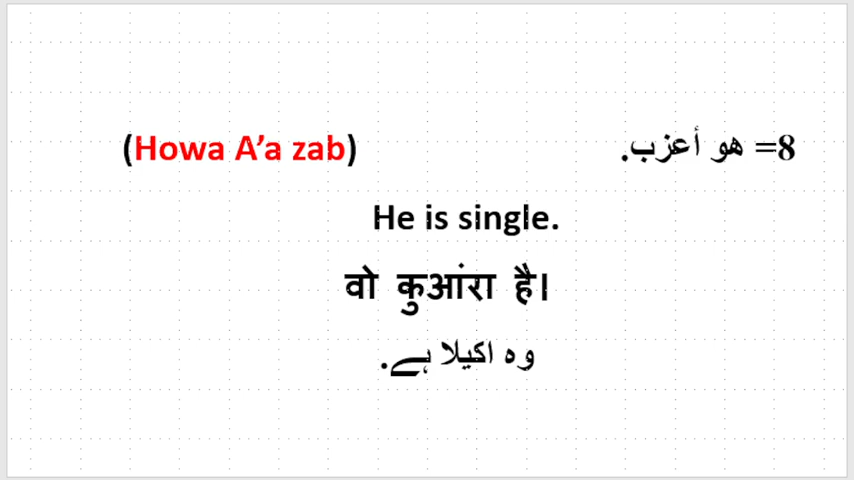 (Howa A’a zab) 8= هو أعزب.
He is single.
वो कुआंरा है।
وہ اکیلا ہے.